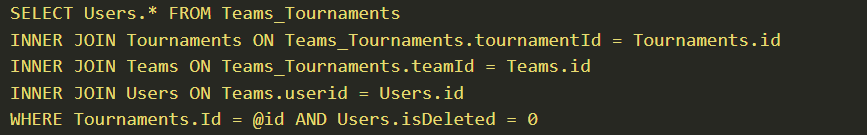 SELECT Users.* FROM Teams_Tournaments
INNER JOIN Tournaments ON Teams_Tournaments.tournamentId = Tournaments.id
INNER JOIN Teams ON Teams_Tournaments.teamId = Teams.id
INNER JOIN Users ON Teams.userid = Users.id
WHERE Tournaments.Id = @id AND Users.isDeleted = 0